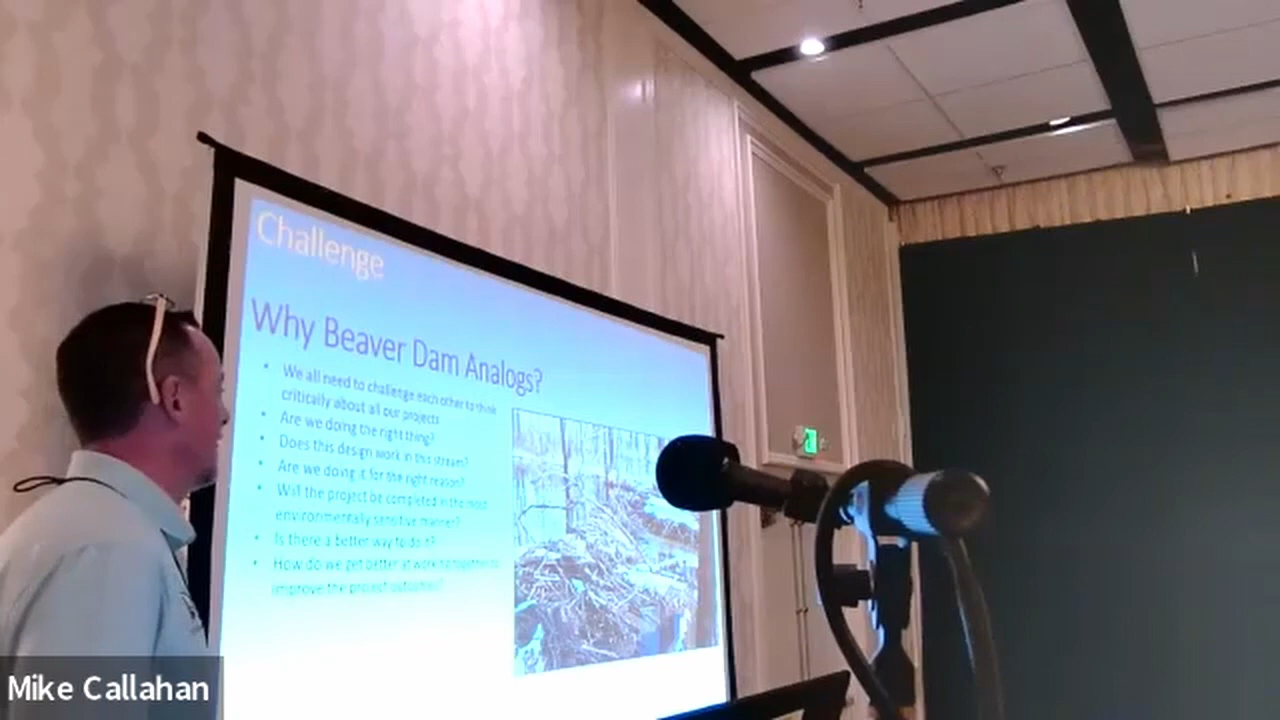 Challenge
Why Beaver Dam Analogs?
• We all need to challenge each other to think
critically about all our projects
• Are we doing the right thing?
• Does this design work in this stream?
• Are we doing it for the right reason?
• Will the project be completed in the most
environmentally sensitive manner?
• Is there a better way to do it?
• How do we get better at working together to
improve the project outcomes?
Mike Callahan